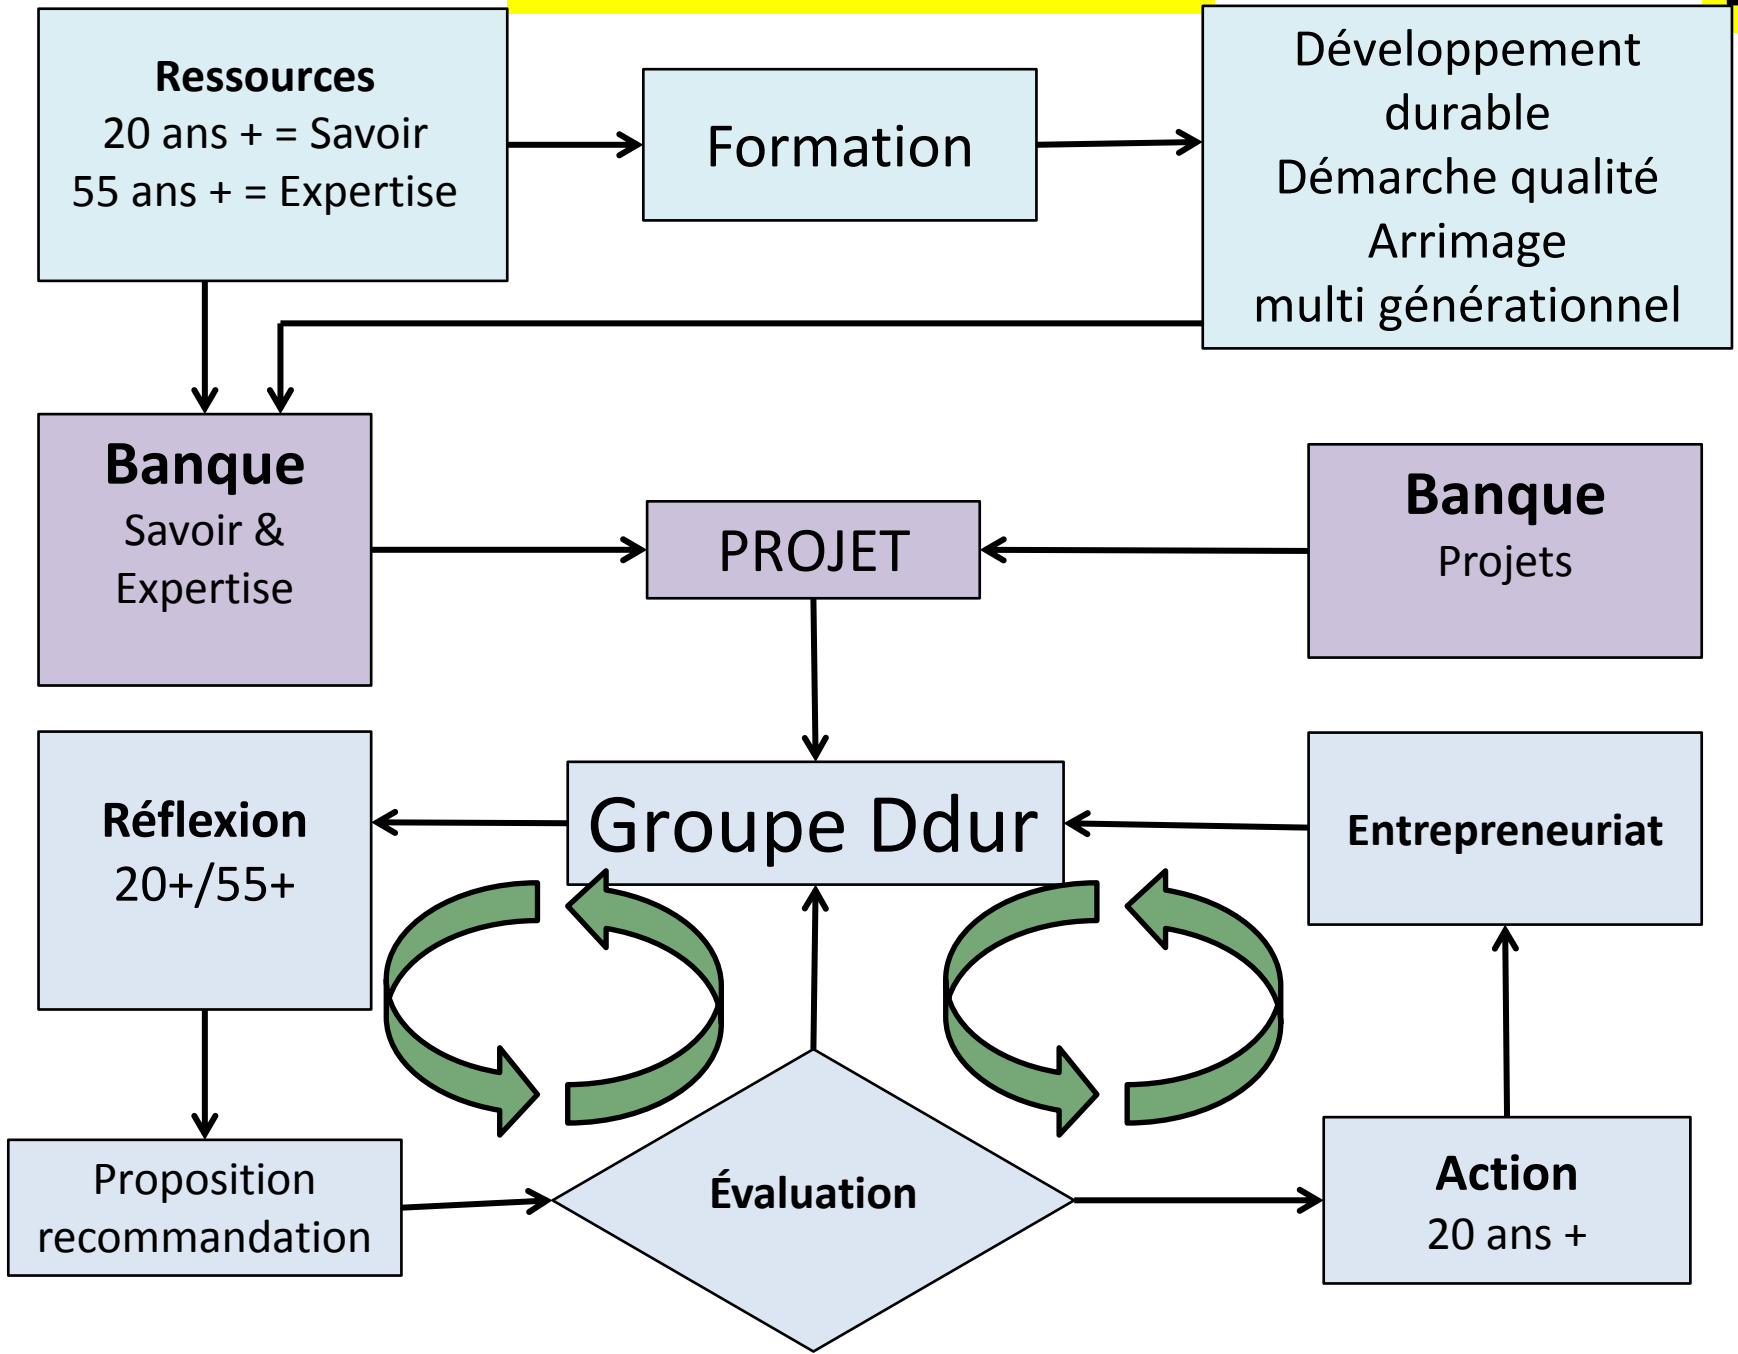 Ressources
20 ans + = Savoir
55 ans + = Expertise
Formation
Développement
durable
Démarche qualité
Arrimage
multi générationnel
Banque
Savoir &
Expertise
PROJET
Banque
Projets
Réflexion
20+/55+
Groupe Ddur
Entrepreneuriat
Proposition
recommandation
Évaluation
Action
20 ans +